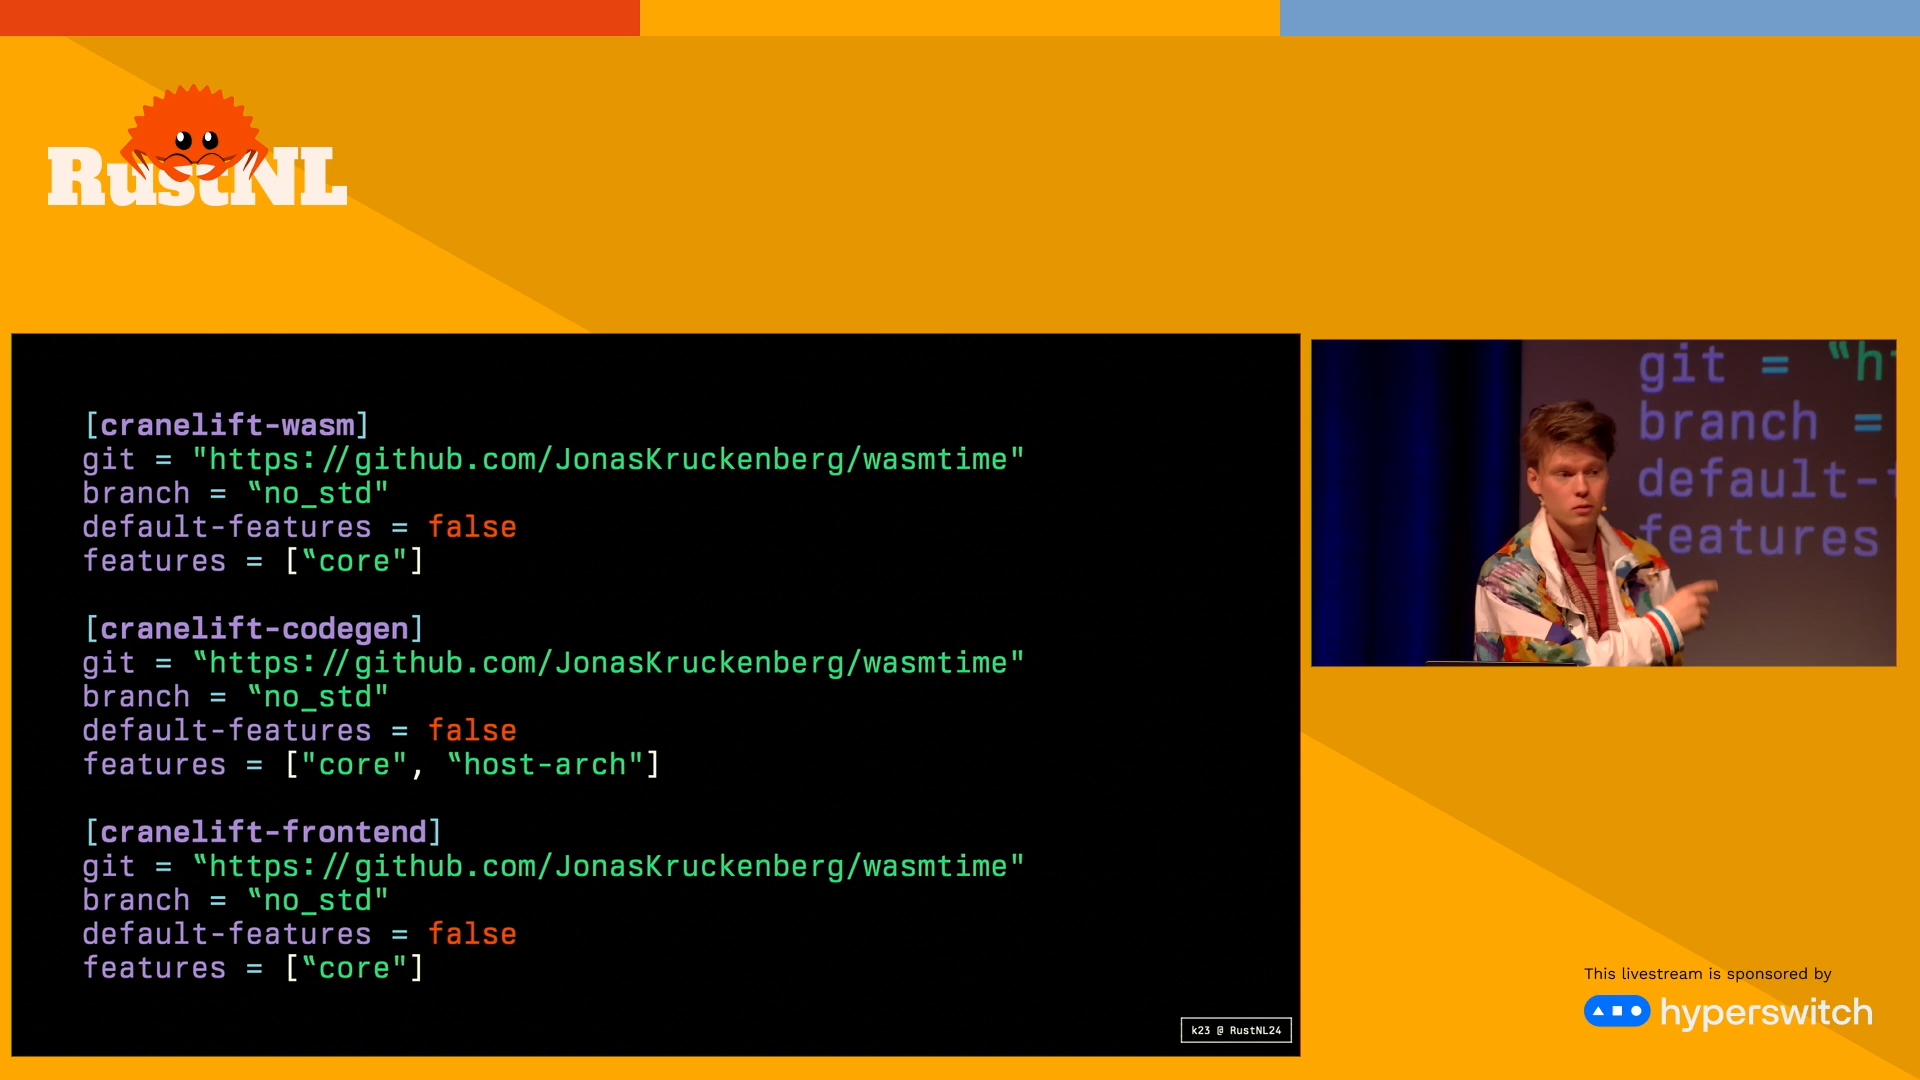 RustNL
[cranelift-wasm]
git = "https://github.com/JonasKruckenberg/wasmtime"
branch = “no_std"
default-features = false
features = [“core"]
[cranelift-codegen]
git = “https://github.com/JonasKruckenberg/wasmtime"
branch = “no_std"
default-features = false
features = ["core", “host-arch"]
[cranelift-frontend]
git = “https://github.com/JonasKruckenberg/wasmtime"
branch = “no_std"
default-features = false
features = [“core"]
k23 @ RustNL24
git = “h
branch =
default-
features
This livestream is sponsored by
hyperswitch